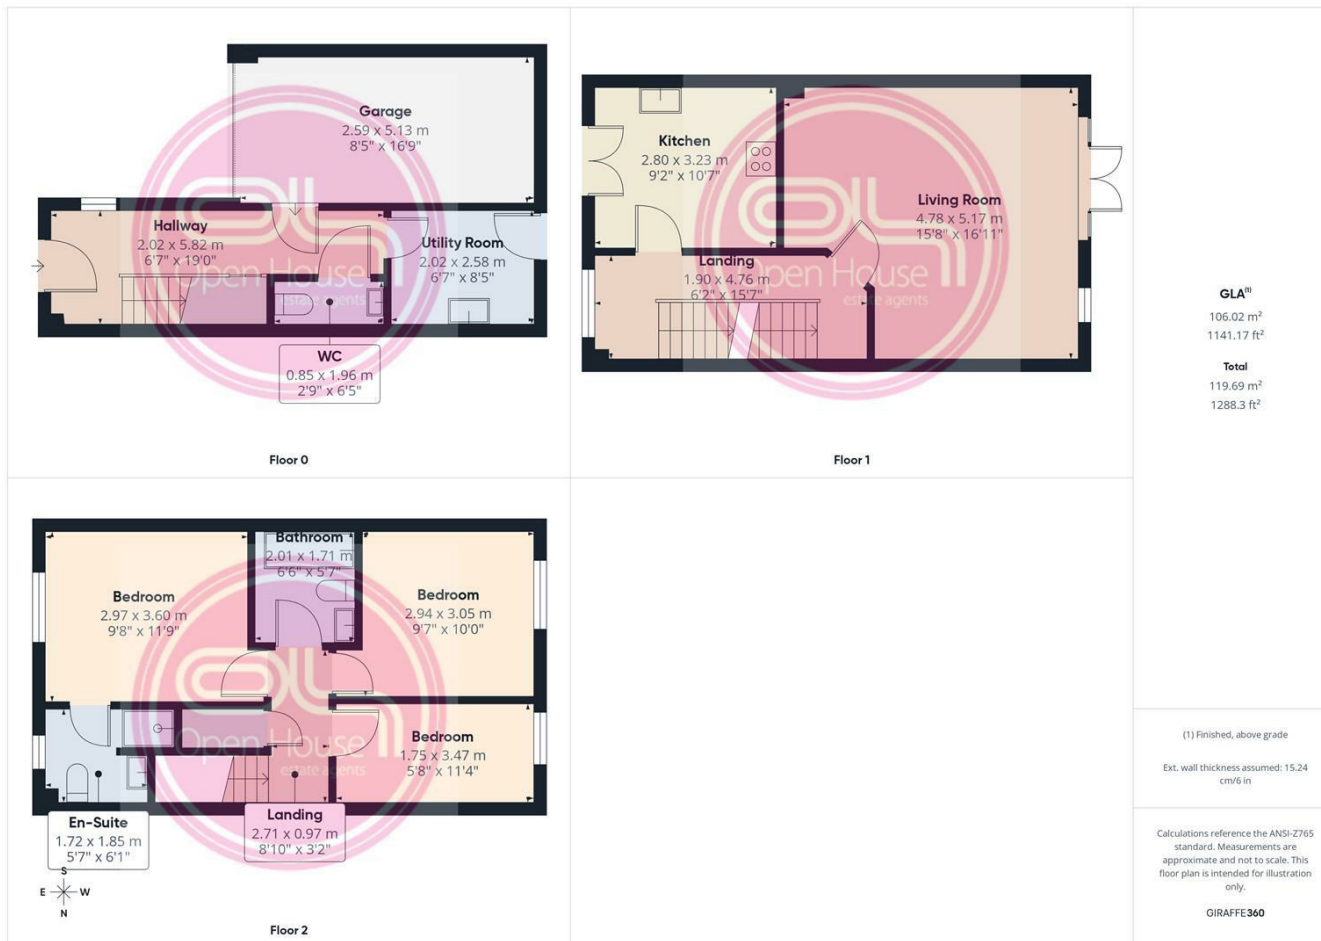 Garage
2.59 x 5.13 m
8'5" x 16'9"
Hallway
2.02 x 5.82 m
6'7" x 19'0"
Utility Room
2.02 x 2.58 m
6'7" x 8'5"
Open House
estate agents
WC
0.85 x 1.96 m
2'9" x 6'5"
Floor 0
Kitchen
2.80 x 3.23 m
9'2" x 10'7"
Living Room
4.78 x 5.17 m
15'8" x 16'11"
Landing
1.90 x 4.76 m
6'2" x 15'7"
Open House
estate agents
Floor 1
GLA⁽¹⁾
106.02 m²
1141.17 ft²
Total
119.69 m²
1288.3 ft²
Bathroom
2.01 x 1.71 m
6'6" x 5'7"
Bedroom
2.97 x 3.60 m
9'8" x 11'9"
Bedroom
2.94 x 3.05 m
9'7" x 10'0"
Bedroom
1.75 x 3.47 m
5'8" x 11'4"
Open House
estate agents
En-Suite
1.72 x 1.85 m
5'7" x 6'1"
Landing
2.71 x 0.97 m
8'10" x 3'2"
S
E W
N
Floor 2
(1) Finished, above grade
Ext. wall thickness assumed: 15.24
cm/6 in
Calculations reference the ANSI-Z765
standard. Measurements are
approximate and not to scale. This
floor plan is intended for illustration
only.
GIRAFFE360